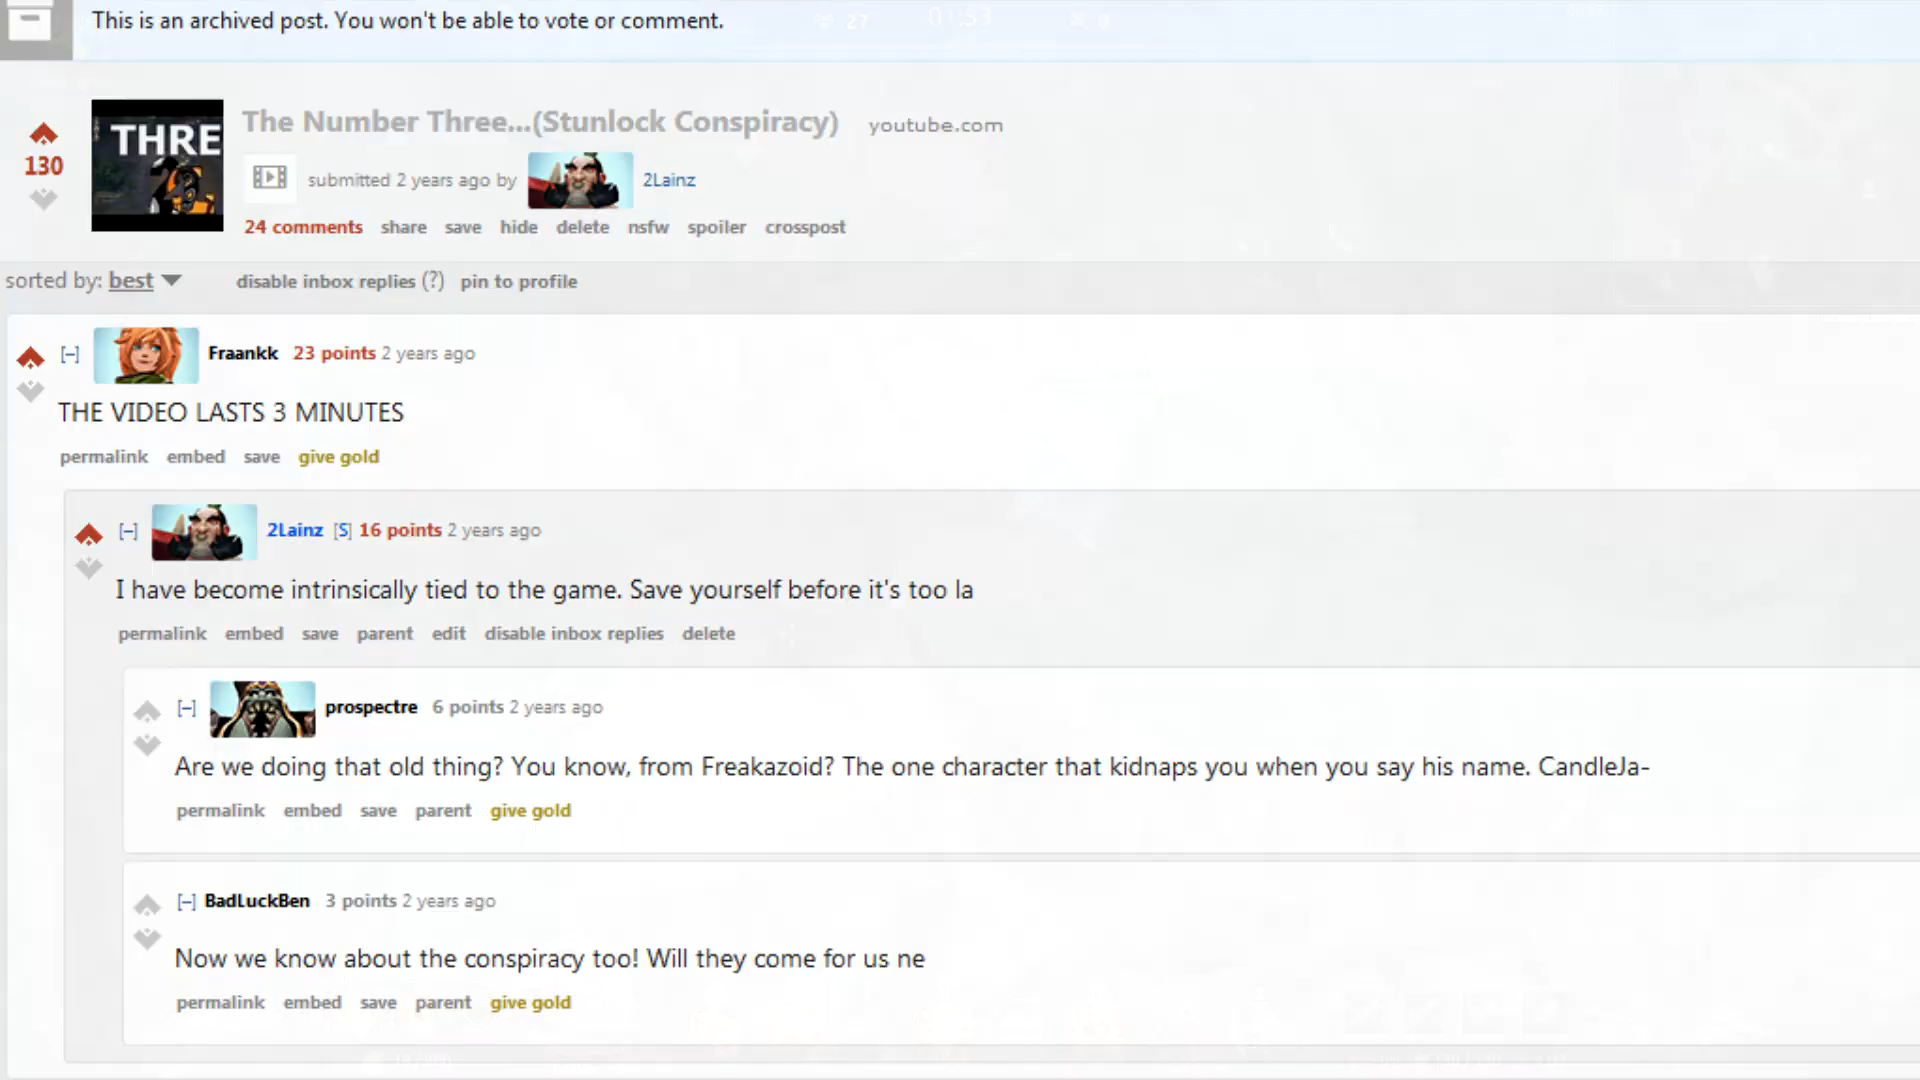 This is an archived post. You won't be able to vote or comment.
27 01:53 8
130
THRE
The Number Three...(Stunlock Conspiracy) youtube.com
submitted 2 years ago by 2Lainz
24 comments share save hide delete nsfw spoiler crosspost
sorted by: best disable inbox replies (?) pin to profile
[–] Fraankk 23 points 2 years ago
THE VIDEO LASTS 3 MINUTES
permalink embed save give gold
[–] 2Lainz [S] 16 points 2 years ago
I have become intrinsically tied to the game. Save yourself before it's too la
permalink embed save parent edit disable inbox replies delete
[–] prospectre 6 points 2 years ago
Are we doing that old thing? You know, from Freakazoid? The one character that kidnaps you when you say his name. CandleJa-
permalink embed save parent give gold
[–] BadLuckBen 3 points 2 years ago
Now we know about the conspiracy too! Will they come for us ne
permalink embed save parent give gold